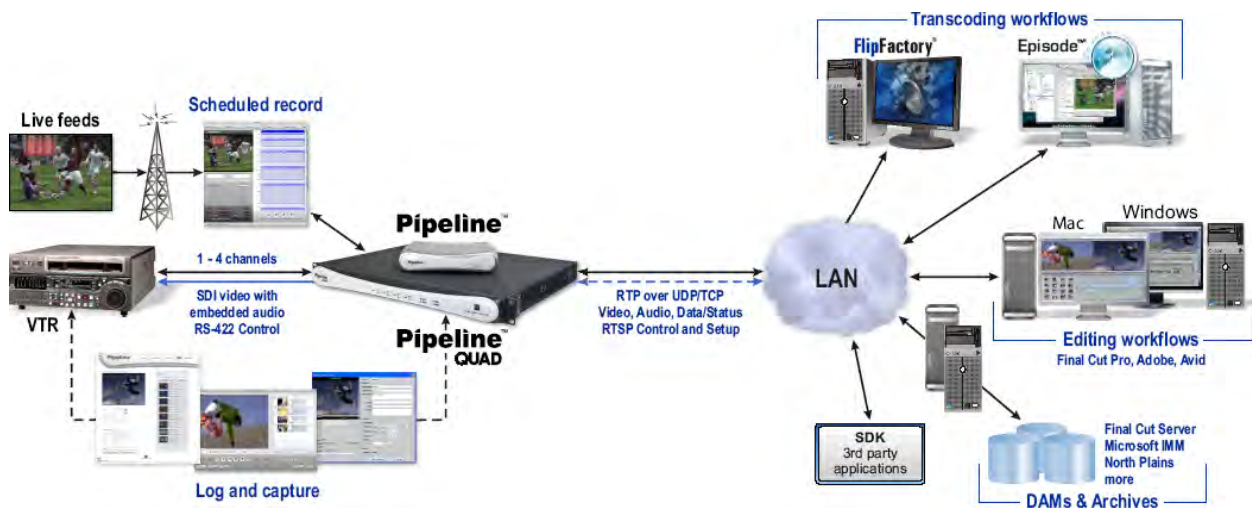 Transcoding workflows
FlipFactory®
Episode™
Live feeds
Scheduled record
Pipeline™
Mac
Windows
1 - 4 channels
LAN
SDI video with
embedded audio
RS-422 Control
RTP over UDP/TCP
Video, Audio, Data/Status
RTSP Control and Setup
VTR
Pipeline™
QUAD
Editing workflows
Final Cut Pro, Adobe, Avid
SDK
3rd party
applications
Final Cut Server
Microsoft IMM
North Plains
more
Log and capture
DAMs & Archives